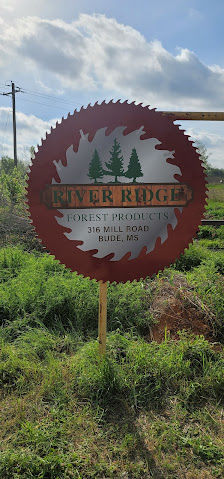 RIVER RIDGE
FOREST PRODUCTS
316 MILL ROAD
BUDE, MS